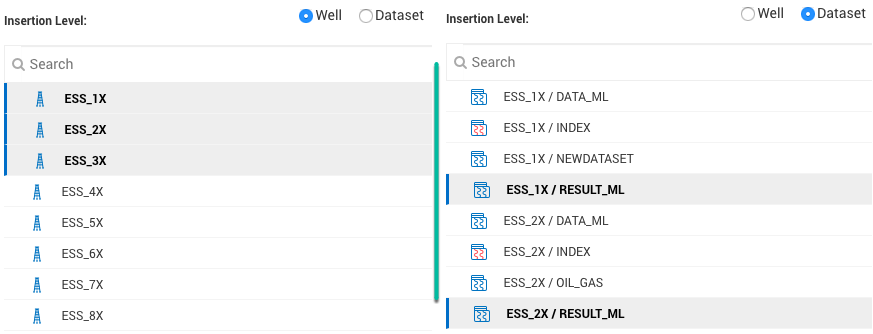 Insertion Level:
Well
Dataset
Search
ESS_1X
ESS_2X
ESS_3X
ESS_4X
ESS_5X
ESS_6X
ESS_7X
ESS_8X
Insertion Level:
Well
Dataset
Search
ESS_1X / DATA_ML
ESS_1X / INDEX
ESS_1X / NEWDATASET
ESS_1X / RESULT_ML
ESS_2X / DATA_ML
ESS_2X / INDEX
ESS_2X / OIL_GAS
ESS_2X / RESULT_ML